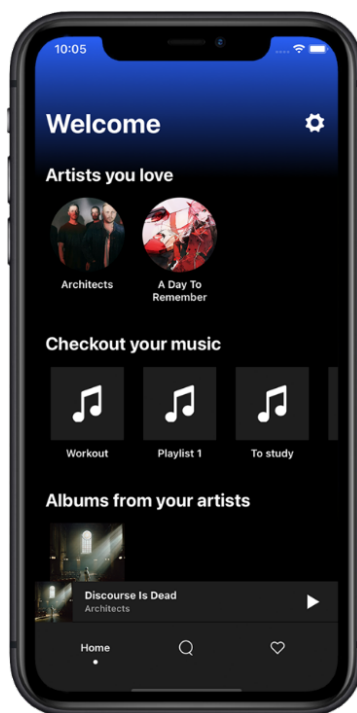 10:05
Welcome
Artists you love
Architects
A Day To
Remember
Checkout your music
Workout
Playlist 1
To study
Albums from your artists
Discourse Is Dead
Architects
Home